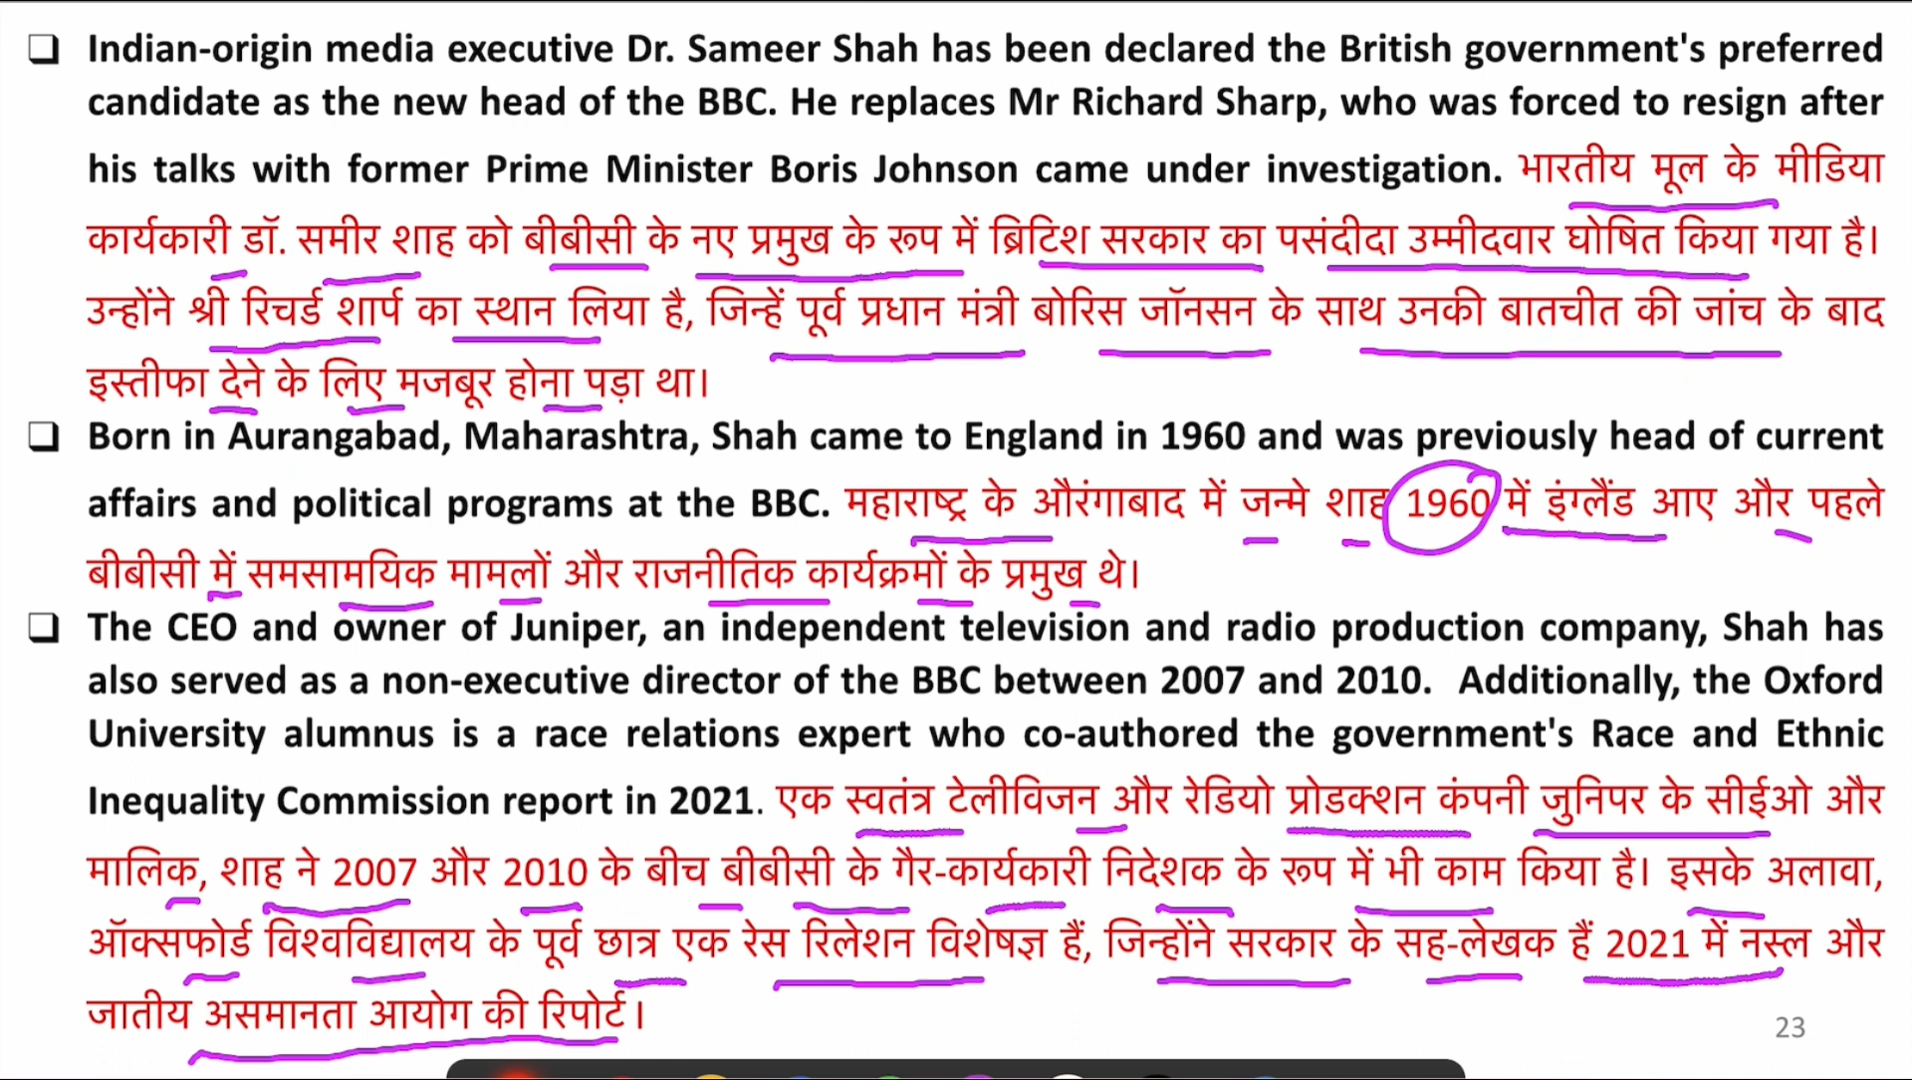 ❑ Indian-origin media executive Dr. Sameer Shah has been declared the British government's preferred
candidate as the new head of the BBC. He replaces Mr Richard Sharp, who was forced to resign after
his talks with former Prime Minister Boris Johnson came under investigation. भारतीय मूल के मीडिया
कार्यकारी डॉ. समीर शाह को बीबीसी के नए प्रमुख के रूप में ब्रिटिश सरकार का पसंदीदा उम्मीदवार घोषित किया गया है।
उन्होंने श्री रिचर्ड शार्प का स्थान लिया है, जिन्हें पूर्व प्रधान मंत्री बोरिस जॉनसन के साथ उनकी बातचीत की जांच के बाद
इस्तीफा देने के लिए मजबूर होना पड़ा था।
❑ Born in Aurangabad, Maharashtra, Shah came to England in 1960 and was previously head of current
affairs and political programs at the BBC. महाराष्ट्र के औरंगाबाद में जन्मे शाह 1960 में इंग्लैंड आए और पहले
बीबीसी में समसामयिक मामलों और राजनीतिक कार्यक्रमों के प्रमुख थे।
❑ The CEO and owner of Juniper, an independent television and radio production company, Shah has
also served as a non-executive director of the BBC between 2007 and 2010. Additionally, the Oxford
University alumnus is a race relations expert who co-authored the government's Race and Ethnic
Inequality Commission report in 2021. एक स्वतंत्र टेलीविजन और रेडियो प्रोडक्शन कंपनी जुनिपर के सीईओ और
मालिक, शाह ने 2007 और 2010 के बीच बीबीसी के गैर-कार्यकारी निदेशक के रूप में भी काम किया है। इसके अलावा,
ऑक्सफोर्ड विश्वविद्यालय के पूर्व छात्र एक रेस रिलेशन विशेषज्ञ हैं, जिन्होंने सरकार के सह-लेखक हैं 2021 में नस्ल और
जातीय असमानता आयोग की रिपोर्ट।
23